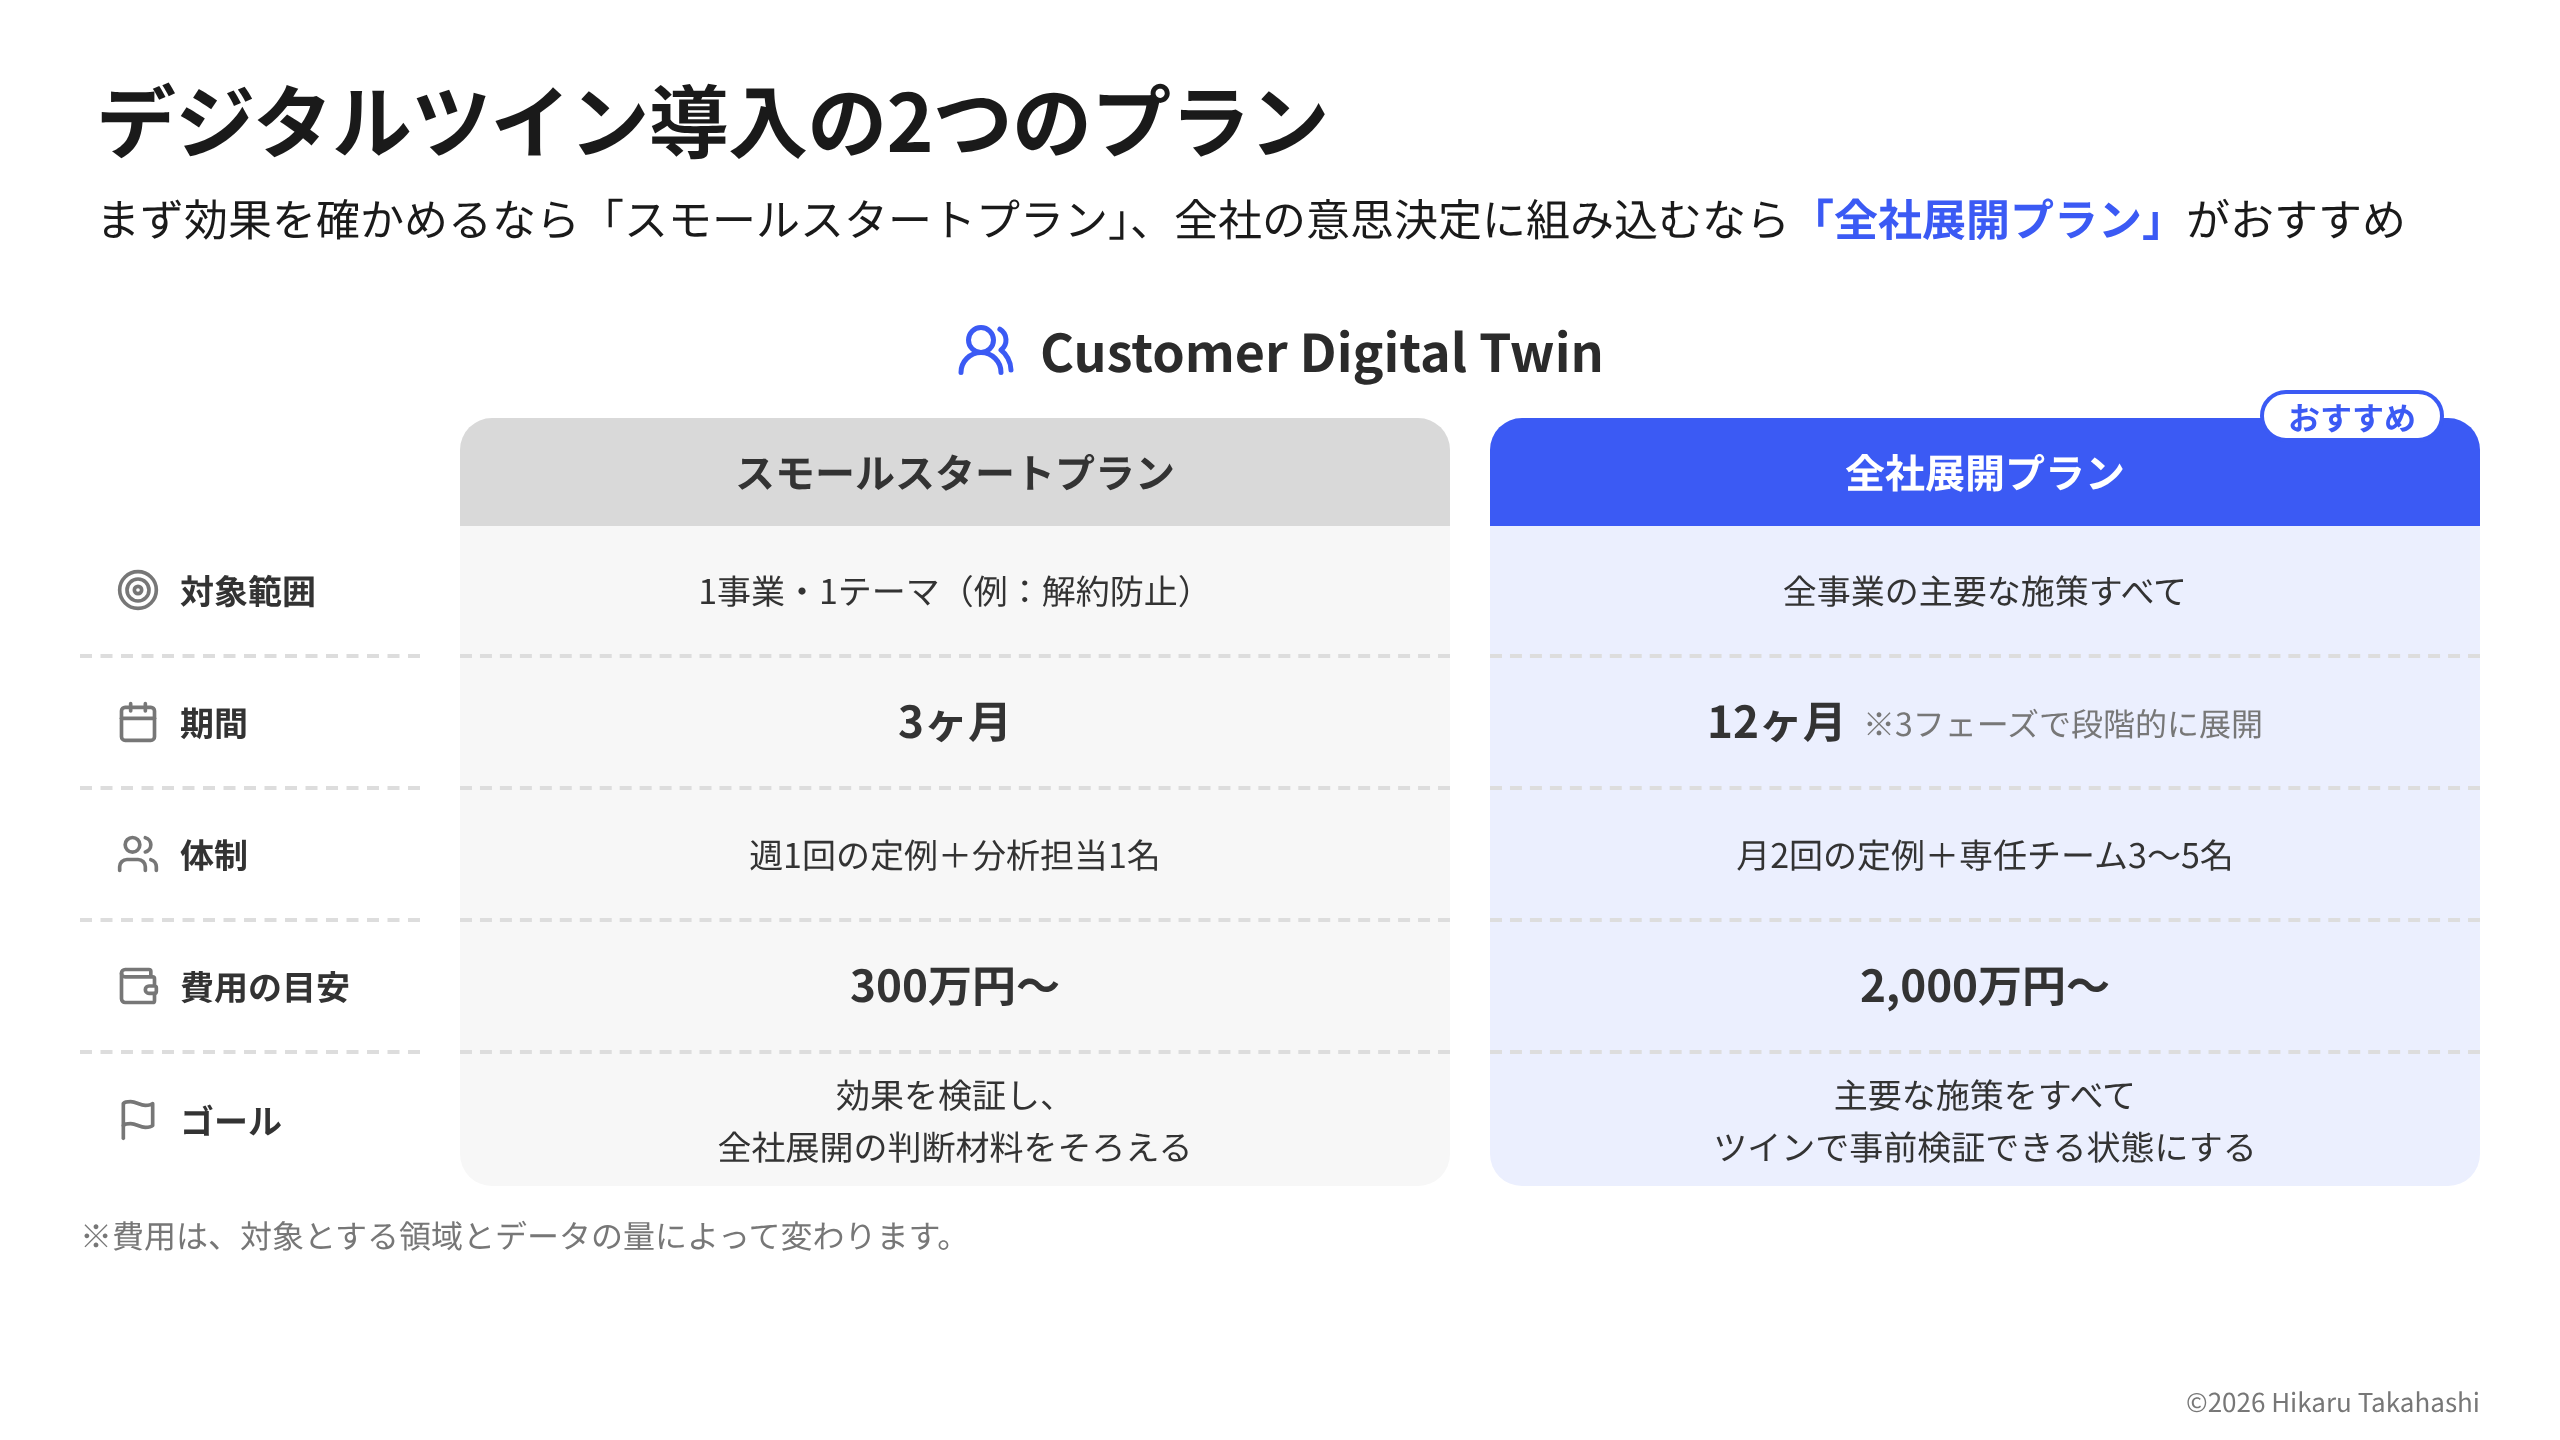 デジタルツイン導入の2つのプラン
まず効果を確かめるなら「スモールスタートプラン」、全社の意思決定に組み込むなら「全社展開プラン」がおすすめ
Customer Digital Twin
おすすめ
スモールスタートプラン
全社展開プラン
対象範囲
1事業・1テーマ（例：解約防止）
全事業の主要な施策すべて
期間
3ヶ月
12ヶ月 ※3フェーズで段階的に展開
体制
週1回の定例＋分析担当1名
月2回の定例＋専任チーム3〜5名
費用の目安
300万円〜
2,000万円〜
ゴール
効果を検証し、
全社展開の判断材料をそろえる
主要な施策をすべて
ツインで事前検証できる状態にする
※費用は、対象とする領域とデータの量によって変わります。
©2026 Hikaru Takahashi